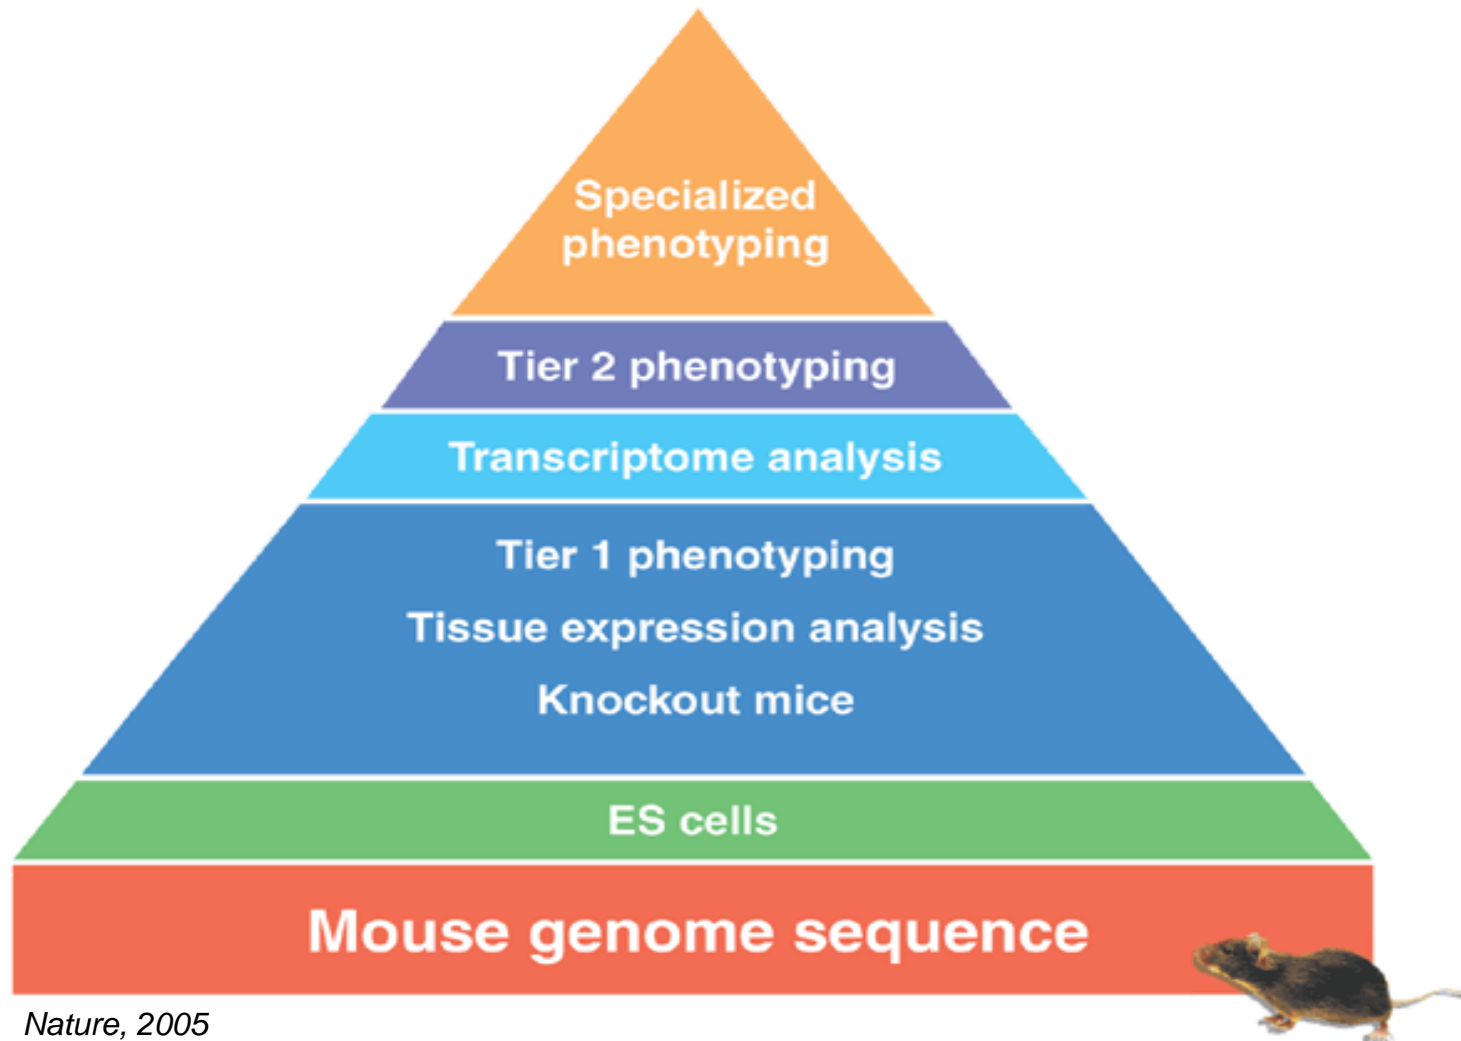 Specialized
phenotyping
Tier 2 phenotyping
Transcriptome analysis
Tier 1 phenotyping
Tissue expression analysis
Knockout mice
ES cells
Mouse genome sequence
Nature, 2005